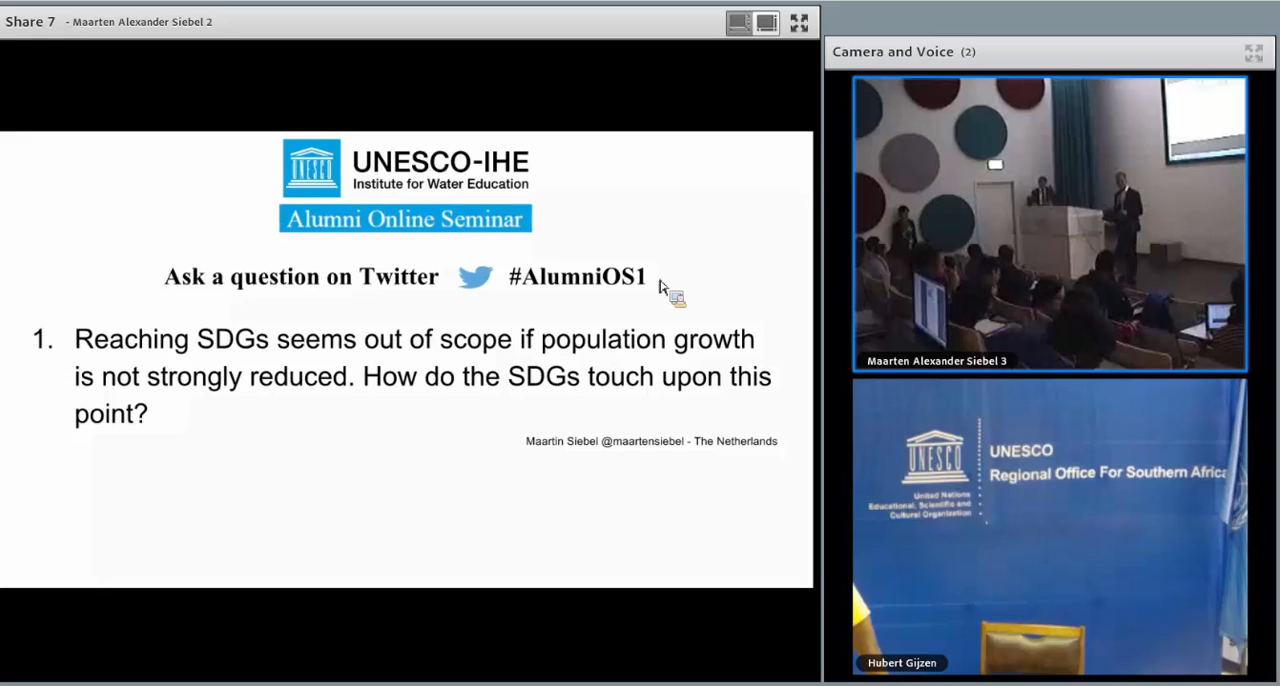 Share 7 - Maarten Alexander Siebel 2
UNESCO
UNESCO-IHE
Institute for Water Education
Alumni Online Seminar
Ask a question on Twitter #AlumniOS1
1. Reaching SDGs seems out of scope if population growth
is not strongly reduced. How do the SDGs touch upon this
point?
Maartin Siebel @maartensiebel - The Netherlands
Camera and Voice (2)
Maarten Alexander Siebel 3
UNESCO
United Nations
Educational, Scientific and
Cultural Organization
UNESCO
Regional Office For Southern Africa
Hubert Gijzen